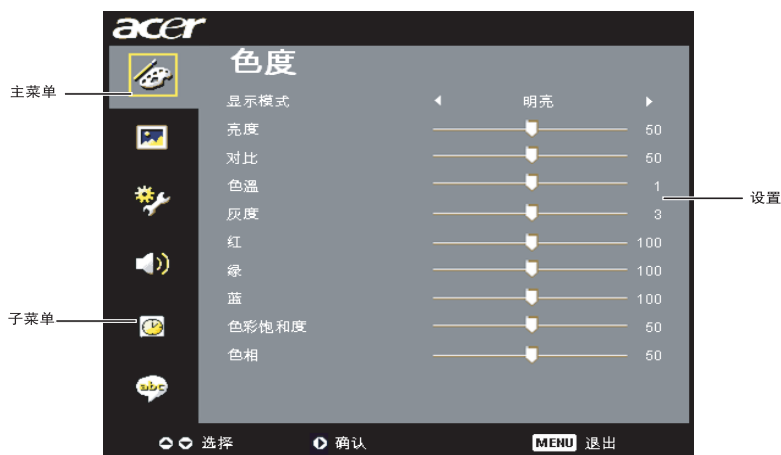 acer
色度
主菜单
显示模式 明亮
亮度 50
对比 50
色温 1
设置
灰度 3
红 100
绿 100
蓝 100
子菜单
色彩饱和度 50
色相 50
abc
选择 确认 MENU 退出